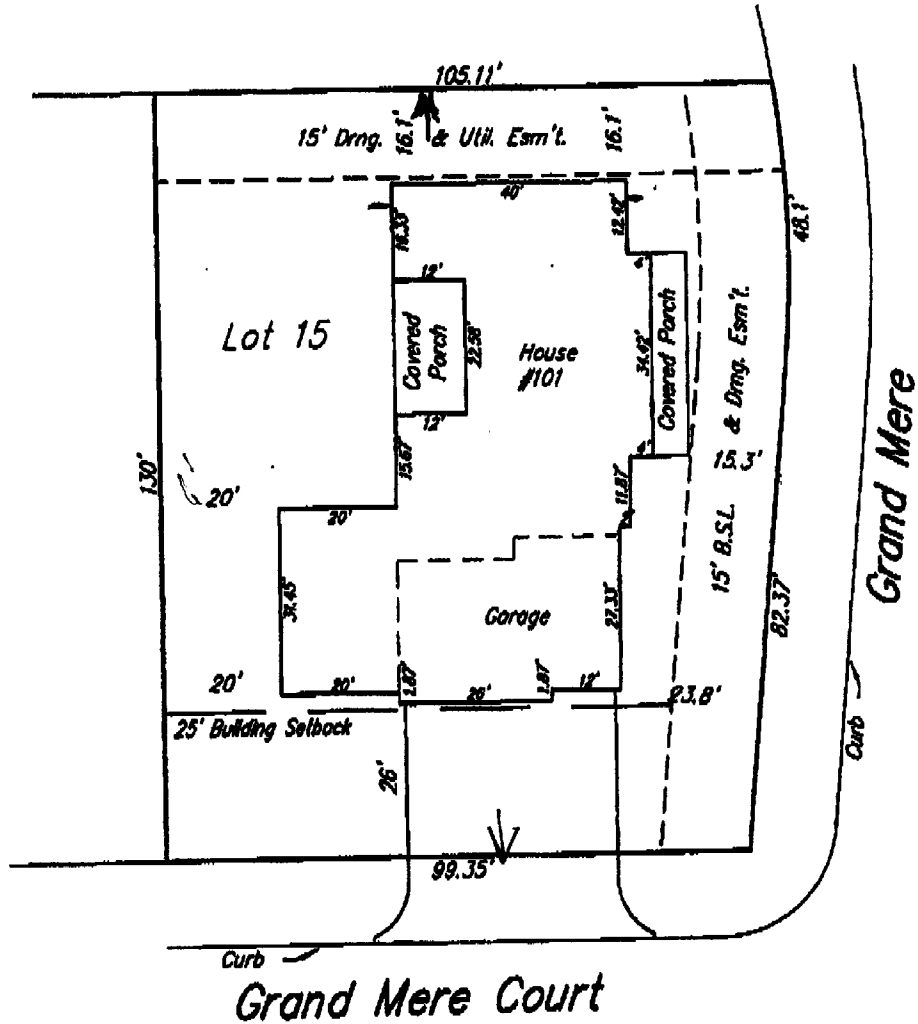 105.11'
15' Drng. & Util. Esm't.
16.1'
16.1'
40'
12.42'
48.1'
12'
4'
Lot 15
Covered
Porch
22.58'
House
#101
34.42'
Covered Porch
15' B.S.L. & Drng. Esm't.
Grand Mere
12'
4'
15.67'
15.3'
130'
20'
11.87'
20'
31.45'
Garage
27.33'
82.37'
20'
20'
1.87'
26'
1.87'
12'
23.8'
25' Building Setback
26'
Curb
99.35'
Curb
Grand Mere Court